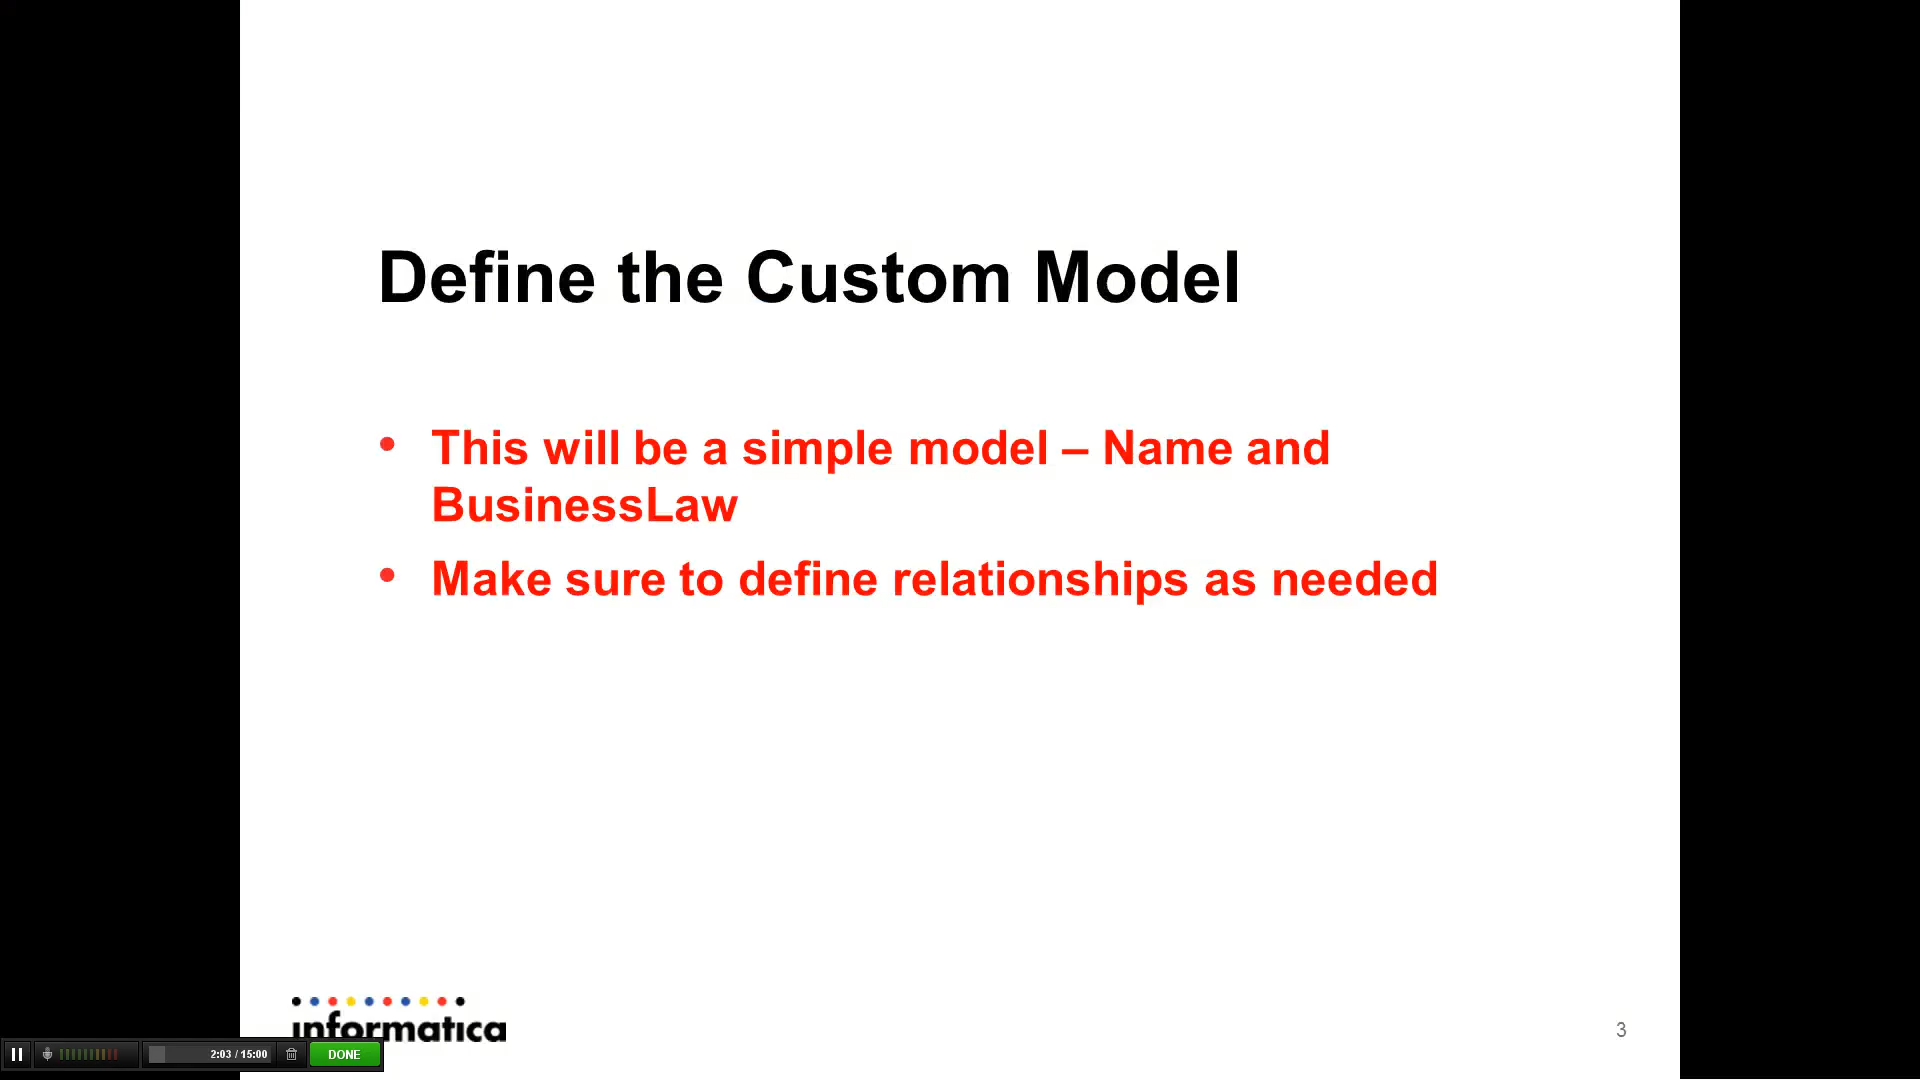 Define the Custom Model
• This will be a simple model – Name and
BusinessLaw
• Make sure to define relationships as needed
informatica
3
2:03 / 15:00
DONE